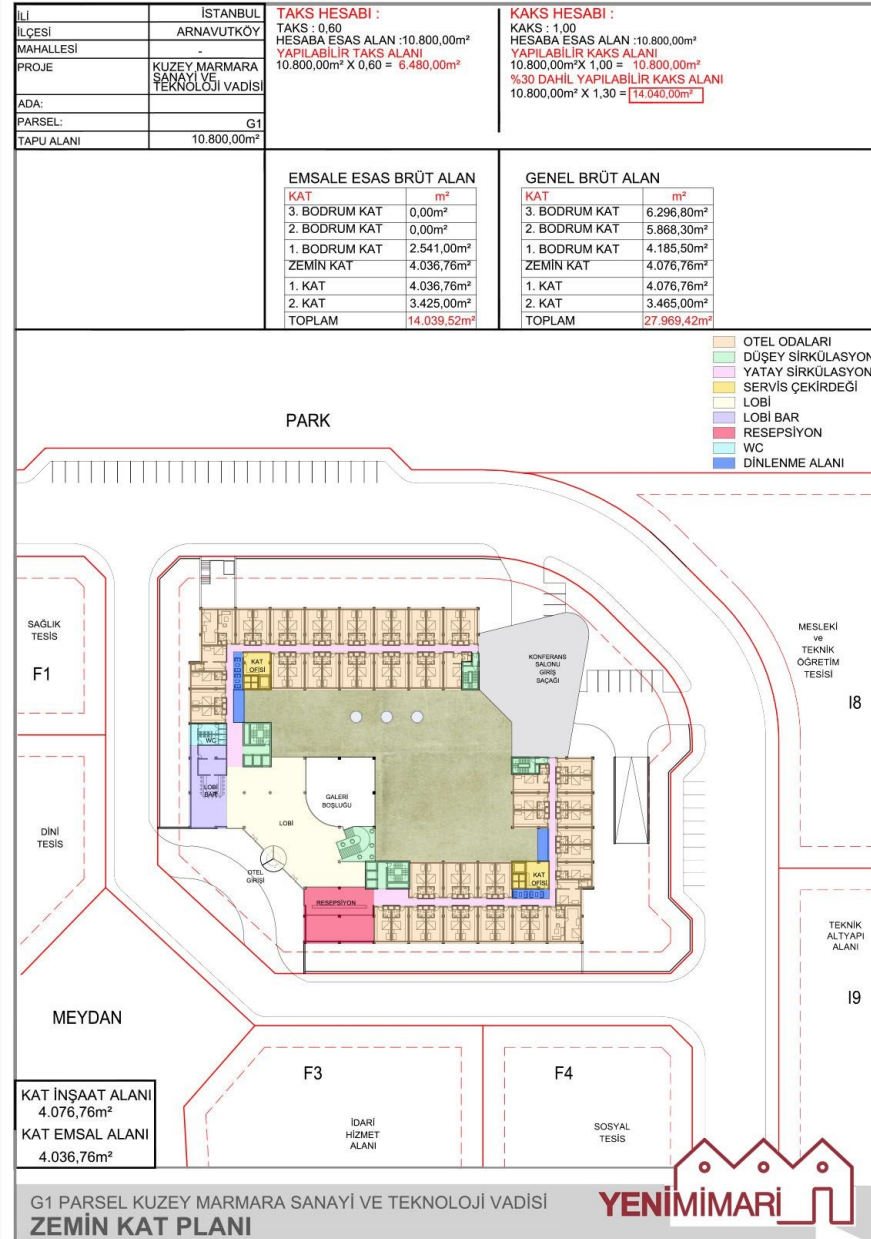 İLİ İSTANBUL
İLÇESİ ARNAVUTKÖY
MAHALLESİ -
PROJE KUZEY MARMARA
SANAYİ VE
TEKNOLOJİ VADİSİ
ADA:
PARSEL: G1
TAPU ALANI 10.800,00m²
TAKS HESABI :
TAKS : 0,60
HESABA ESAS ALAN :10.800,00m²
YAPILABİLİR TAKS ALANI
10.800,00m² X 0,60 = 6.480,00m²
KAKS HESABI :
KAKS : 1,00
HESABA ESAS ALAN :10.800,00m²
YAPILABİLİR KAKS ALANI
10.800,00m²X 1,00 = 10.800,00m²
%30 DAHİL YAPILABİLİR KAKS ALANI
10.800,00m² X 1,30 = 14.040,00m²
EMSALE ESAS BRÜT ALAN
KAT m²
3. BODRUM KAT 0,00m²
2. BODRUM KAT 0,00m²
1. BODRUM KAT 2.541,00m²
ZEMİN KAT 4.036,76m²
1. KAT 4.036,76m²
2. KAT 3.425,00m²
TOPLAM 14.039,52m²
GENEL BRÜT ALAN
KAT m²
3. BODRUM KAT 6.296,80m²
2. BODRUM KAT 5.868,30m²
1. BODRUM KAT 4.185,50m²
ZEMİN KAT 4.076,76m²
1. KAT 4.076,76m²
2. KAT 3.465,00m²
TOPLAM 27.969,42m²
OTEL ODALARI
DÜŞEY SİRKÜLASYON
YATAY SİRKÜLASYON
SERVİS ÇEKİRDEĞİ
LOBİ
LOBİ BAR
RESEPSİYON
WC
DİNLENME ALANI
PARK
SAĞLIK
TESİS
F1
DİNİ
TESİS
MEYDAN
KAT
OFİSİ
KONFERANS
SALONU
GİRİŞ
SAÇAĞI
WC
LOBİ
BAR
LOBİ
GALERİ
BOŞLUĞU
OTEL
GİRİŞİ
RESEPSİYON
KAT
OFİSİ
MESLEKİ
ve
TEKNİK
ÖĞRETİM
TESİSİ
I8
TEKNİK
ALTYAPI
ALANI
I9
F3
İDARİ
HİZMET
ALANI
F4
SOSYAL
TESİS
KAT İNŞAAT ALANI
4.076,76m²
KAT EMSAL ALANI
4.036,76m²
G1 PARSEL KUZEY MARMARA SANAYİ VE TEKNOLOJİ VADİSİ
ZEMİN KAT PLANI
YENİMİMARİ